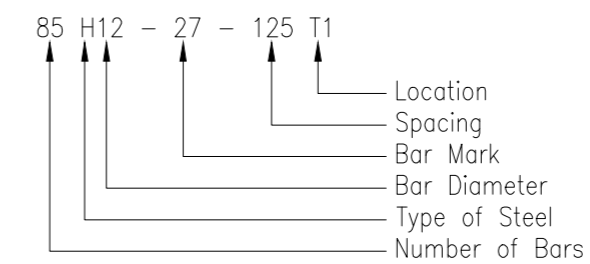 85 H12 - 27 - 125 T1
Location
Spacing
Bar Mark
Bar Diameter
Type of Steel
Number of Bars